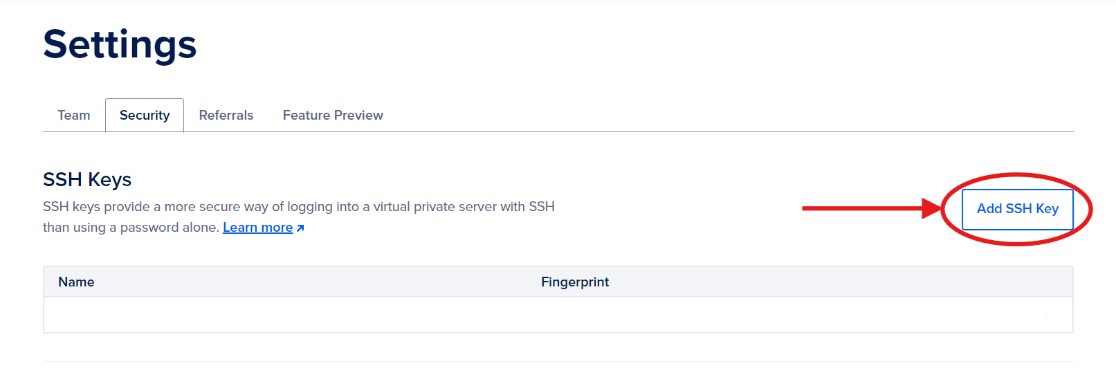 Settings
Team Security Referrals Feature Preview
SSH Keys
SSH keys provide a more secure way of logging into a virtual private server with SSH
than using a password alone. Learn more
Add SSH Key
Name Fingerprint